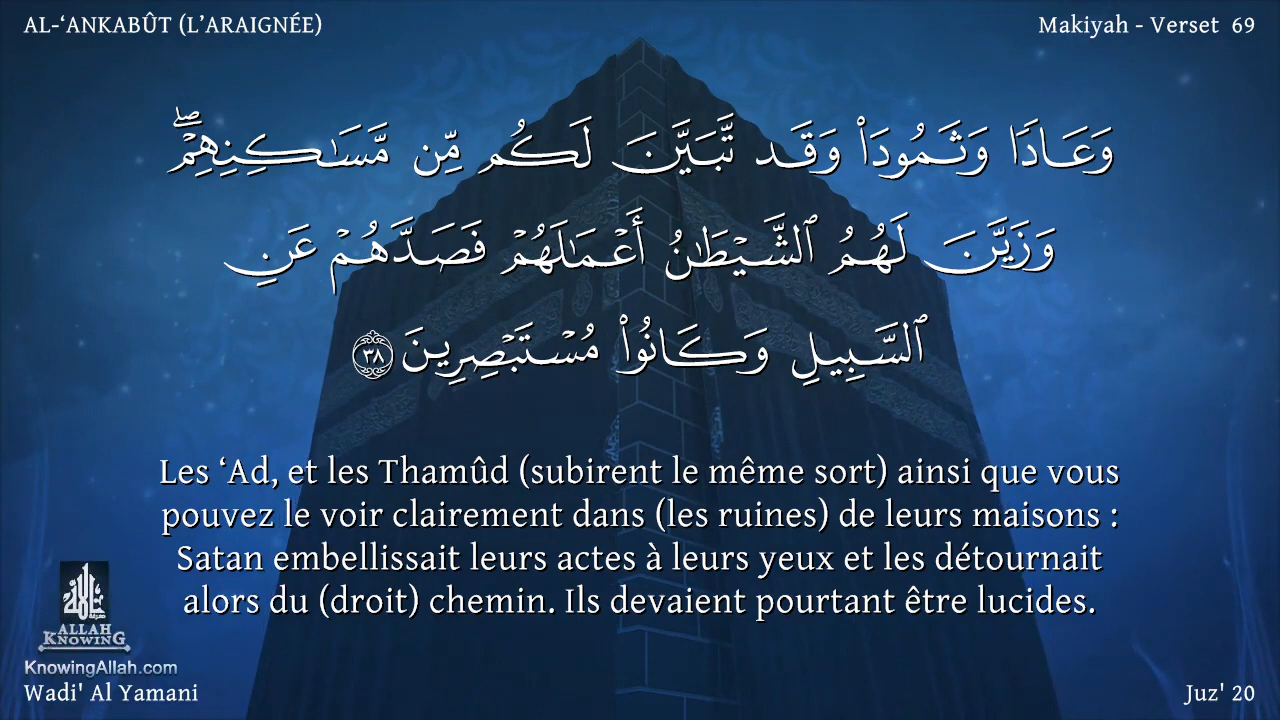 AL-‘ANKABÛT (L’ARAIGNÉE)
Makiyah - Verset 69
وَعَادًا وَثَمُودَا۟ وَقَد تَّبَيَّنَ لَكُم مِّن مَّسَـٰكِنِهِمْ ۖ
وَزَيَّنَ لَهُمُ ٱلشَّيْطَـٰنُ أَعْمَـٰلَهُمْ فَصَدَّهُمْ عَنِ
ٱلسَّبِيلِ وَكَانُوا۟ مُسْتَبْصِرِينَ ٣٨
Les ‘Ad, et les Thamûd (subirent le même sort) ainsi que vous
pouvez le voir clairement dans (les ruines) de leurs maisons :
Satan embellissait leurs actes à leurs yeux et les détournait
alors du (droit) chemin. Ils devaient pourtant être lucides.
ALLAH
KNOWING
KnowingAllah.com
Wadi' Al Yamani
Juz' 20